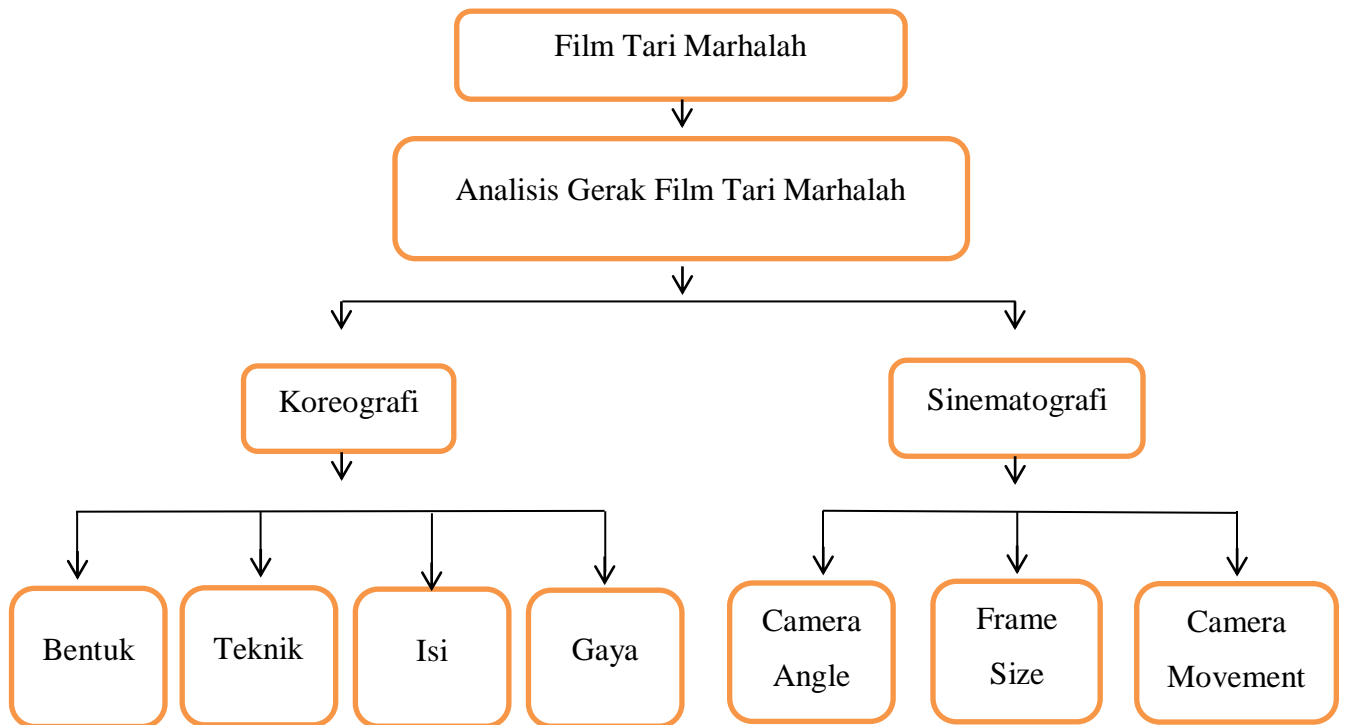 Film Tari Marhalah
Analisis Gerak Film Tari Marhalah
Koreografi
Sinematografi
Bentuk
Teknik
Isi
Gaya
Camera
Angle
Frame
Size
Camera
Movement